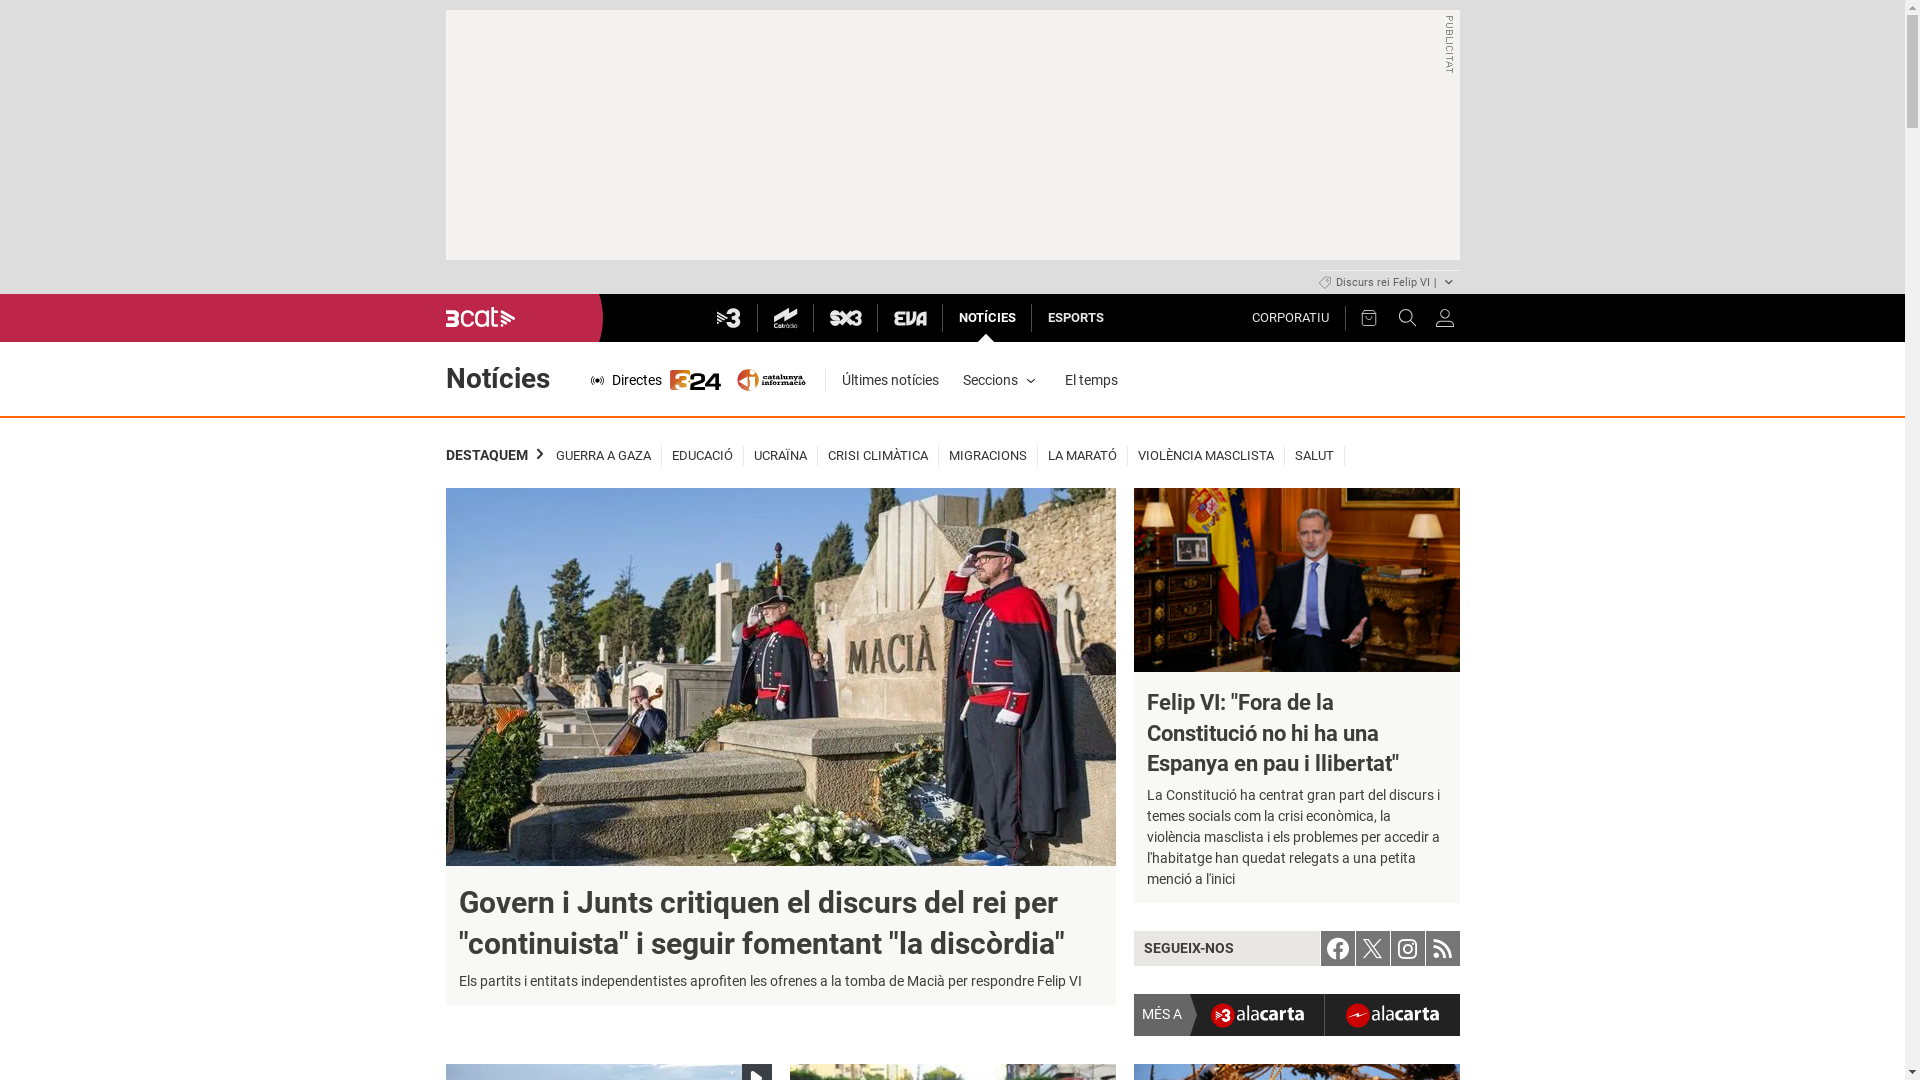 PUBLICITAT
Discurs rei Felip VI |
3cat
3
Catràdio
SX3
EVA
NOTÍCIES
ESPORTS
CORPORATIU
Notícies
Directes
324
catalunya
informació
Últimes notícies
Seccions
El temps
DESTAQUEM
GUERRA A GAZA
EDUCACIÓ
UCRAÏNA
CRISI CLIMÀTICA
MIGRACIONS
LA MARATÓ
VIOLÈNCIA MASCLISTA
SALUT
MACIÀ
Govern i Junts critiquen el discurs del rei per
"continuista" i seguir fomentant "la discòrdia"
Els partits i entitats independentistes aprofiten les ofrenes a la tomba de Macià per respondre Felip VI
Felip VI: "Fora de la
Constitució no hi ha una
Espanya en pau i llibertat"
La Constitució ha centrat gran part del discurs i
temes socials com la crisi econòmica, la
violència masclista i els problemes per accedir a
l'habitatge han quedat relegats a una petita
menció a l'inici
SEGUEIX-NOS
MÉS A
3 alacarta
alacarta